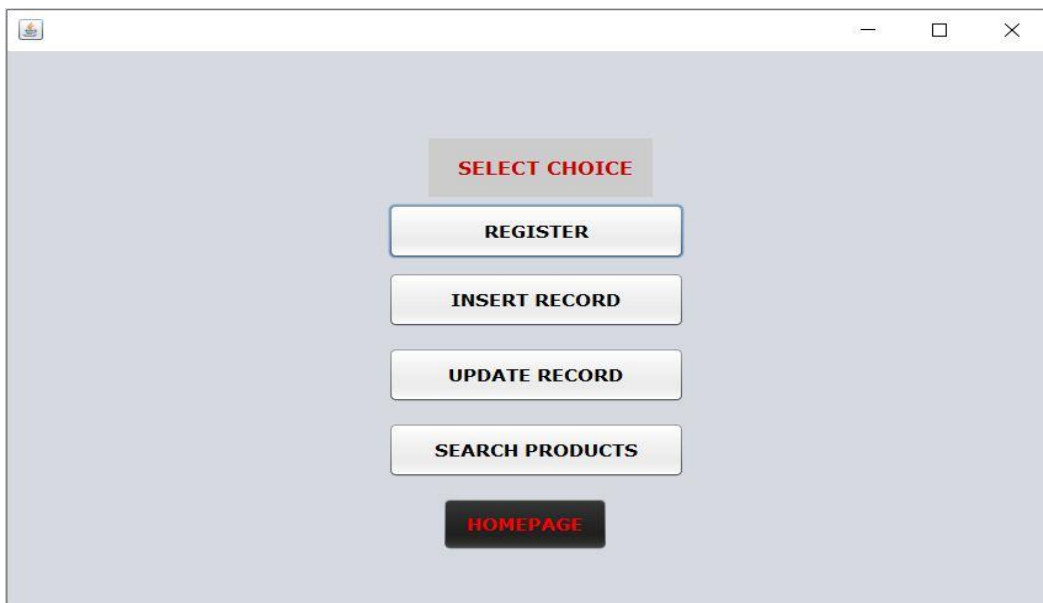 SELECT CHOICE
REGISTER
INSERT RECORD
UPDATE RECORD
SEARCH PRODUCTS
HOMEPAGE